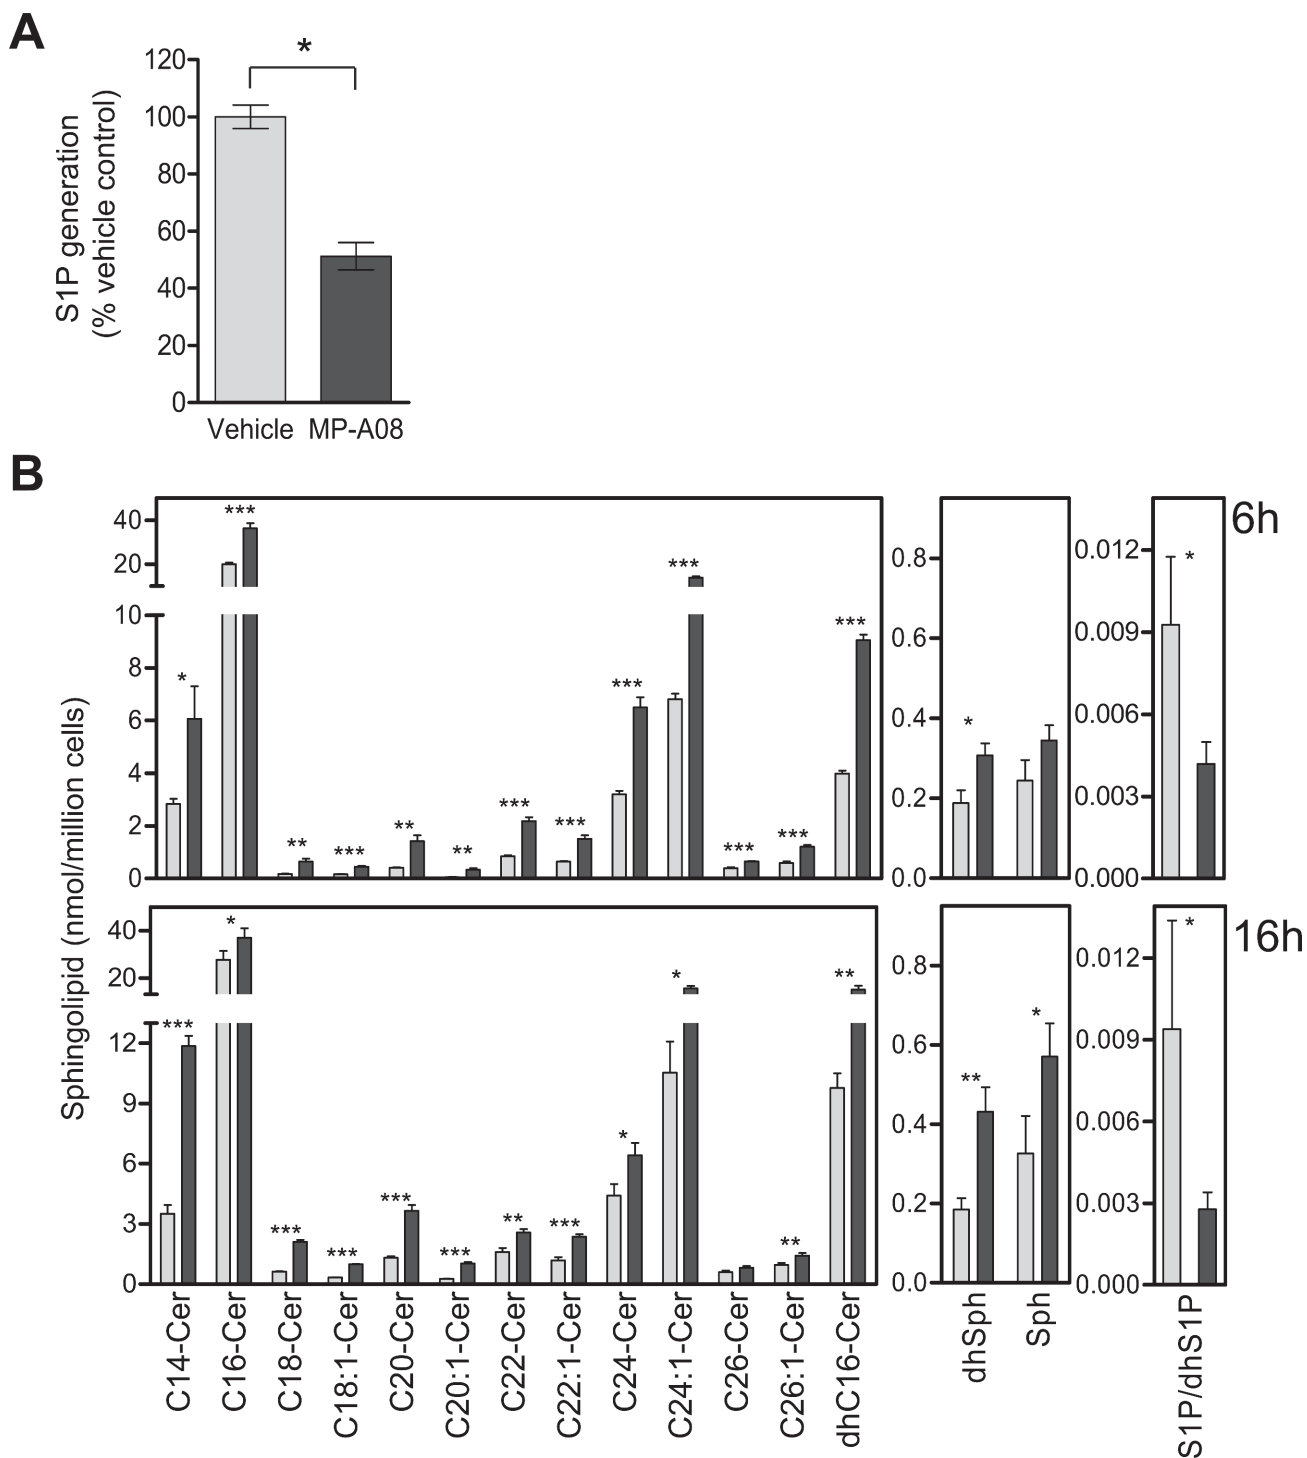 A
*
120
100
80
60
40
20
0
S1P generation
(% vehicle control)
Vehicle MP-A08
B
Sphingolipid (nmol/million cells)
6h
40
20
10
8
6
4
2
0
* *** ** *** ** ** *** *** *** *** *** *** ***
0.8
0.6
0.4
0.2
0.0
*
0.012
0.009
0.006
0.003
0.000
*
16h
40
20
12
9
6
3
0
*** * *** *** *** *** ** *** * * ** **
0.8
0.6
0.4
0.2
0.0
** *
0.012
0.009
0.006
0.003
0.000
*
C14-Cer
C16-Cer
C18-Cer
C18:1-Cer
C20-Cer
C20:1-Cer
C22-Cer
C22:1-Cer
C24-Cer
C24:1-Cer
C26-Cer
C26:1-Cer
dhC16-Cer
dhSph
Sph
S1P/dhS1P